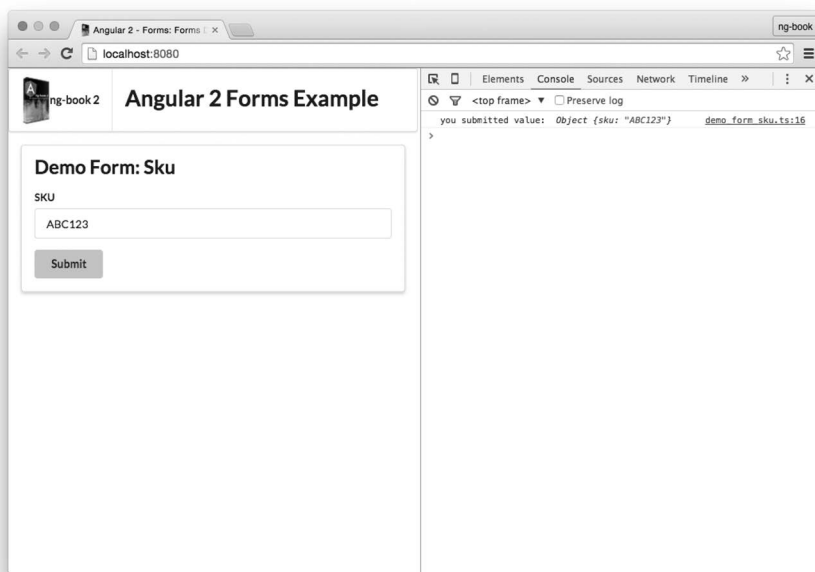 Angular 2 - Forms: Forms
ng-book
localhost:8080
ng-book 2
Angular 2 Forms Example
Demo Form: Sku
SKU
ABC123
Submit
Elements Console Sources Network Timeline »
<top frame> ▼ Preserve log
you submitted value: Object {sku: "ABC123"} demo_form_sku.ts:16
>